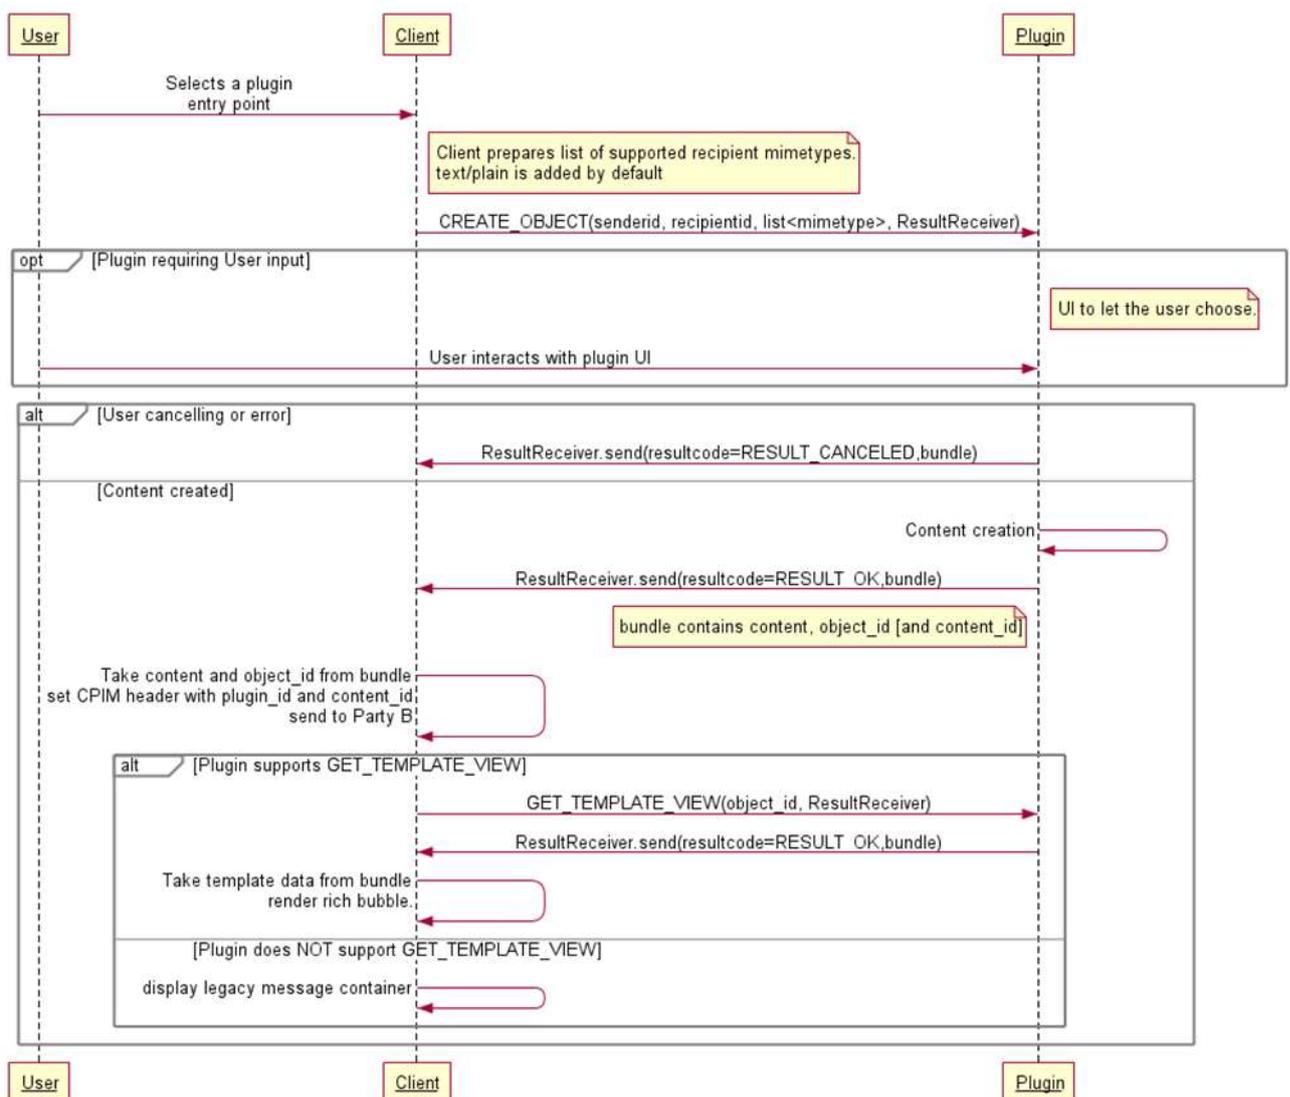 User
Client
Plugin
Selects a plugin
entry point
Client prepares list of supported recipient mimetypes.
text/plain is added by default
CREATE_OBJECT(senderid, recipientid, list<mimetype>, ResultReceiver)
opt
[Plugin requiring User input]
UI to let the user choose.
User interacts with plugin UI
alt
[User cancelling or error]
ResultReceiver.send(resultcode=RESULT_CANCELED,bundle)
[Content created]
Content creation
ResultReceiver.send(resultcode=RESULT_OK,bundle)
bundle contains content, object_id [and content_id]
Take content and object_id from bundle
set CPIM header with plugin_id and content_id
send to Party B
alt
[Plugin supports GET_TEMPLATE_VIEW]
GET_TEMPLATE_VIEW(object_id, ResultReceiver)
ResultReceiver.send(resultcode=RESULT_OK,bundle)
Take template data from bundle
render rich bubble.
[Plugin does NOT support GET_TEMPLATE_VIEW]
display legacy message container
User
Client
Plugin